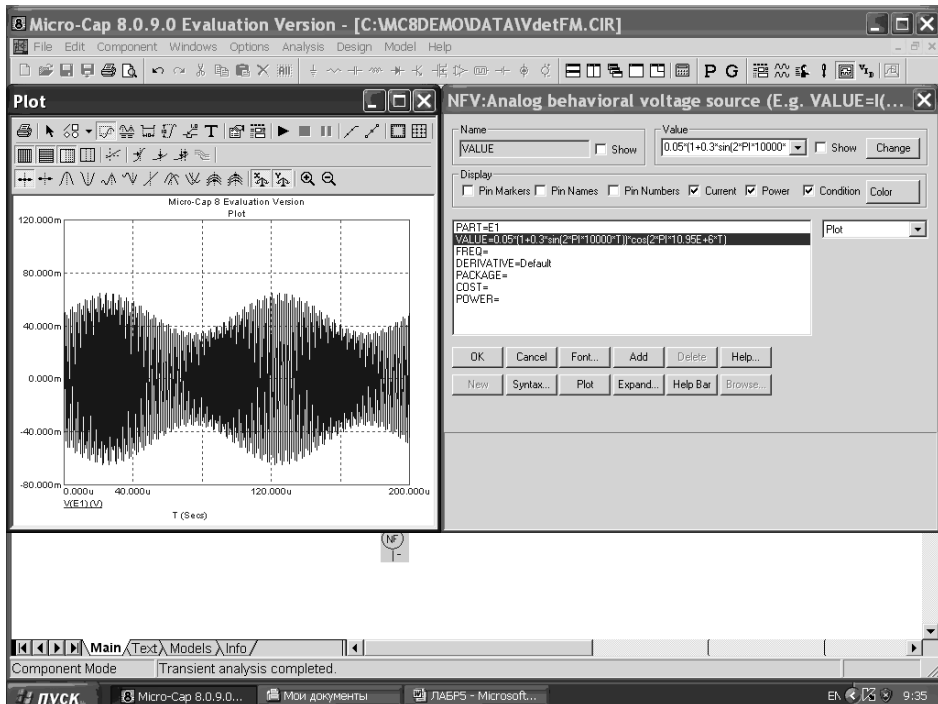 Micro-Cap 8.0.9.0 Evaluation Version - [C:\MC8DEMO\DATA\VdetFM.CIR]
File Edit Component Windows Options Analysis Design Model Help
P G
Plot
T
Micro-Cap 8 Evaluation Version
Plot
120.000m
80.000m
40.000m
0.000m
-40.000m
-80.000m
0.000u 40.000u 120.000u 200.000u
V(E1) (V)
T (Secs)
NFV:Analog behavioral voltage source (E.g. VALUE=I(...
Name
VALUE
Show
Value
0.05*(1+0.3*sin(2*PI*10000*
Show
Change
Display
Pin Markers Pin Names Pin Numbers Current Power Condition Color
PART=E1
VALUE=0.05*(1+0.3*sin(2*PI*10000*T))*cos(2*PI*10.95E+6*T)
FREQ=
DERIVATIVE=Default
PACKAGE=
COST=
POWER=
Plot
OK Cancel Font... Add Delete Help...
New Syntax... Plot Expand... Help Bar Browse...
NF
Main Text Models Info
Component Mode Transient analysis completed.
пуск Micro-Cap 8.0.9.0... Мои документы ЛАБР5 - Microsoft... EN 9:35